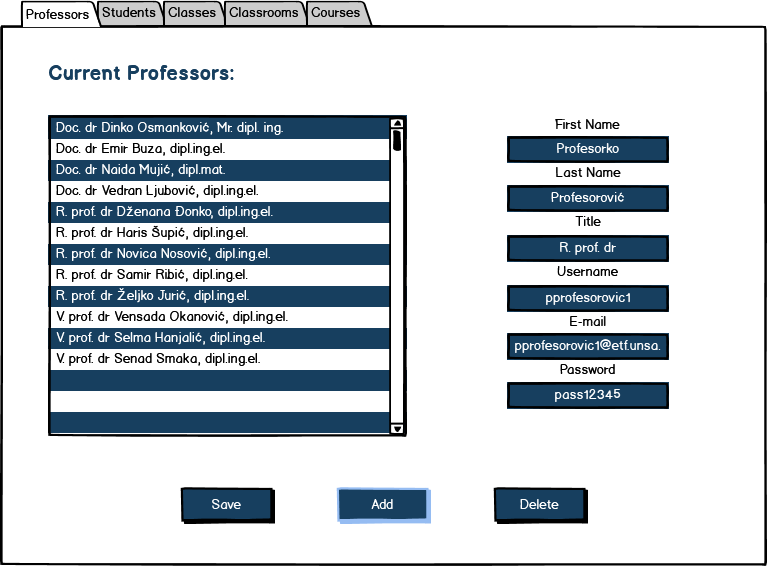 Professors
Students
Classes
Classrooms
Courses
Current Professors:
Doc. dr Dinko Osmanković, Mr. dipl. ing.
Doc. dr Emir Buza, dipl.ing.el.
Doc. dr Naida Mujić, dipl.mat.
Doc. dr Vedran Ljubović, dipl.ing.el.
R. prof. dr Dženana Đonko, dipl.ing.el.
R. prof. dr Haris Šupić, dipl.ing.el.
R. prof. dr Novica Nosović, dipl.ing.el.
R. prof. dr Samir Ribić, dipl.ing.el.
R. prof. dr Željko Jurić, dipl.ing.el.
V. prof. dr Vensada Okanović, dipl.ing.el.
V. prof. dr Selma Hanjalić, dipl.ing.el.
V. prof. dr Senad Smaka, dipl.ing.el.
First Name
Profesorko
Last Name
Profesorović
Title
R. prof. dr
Username
pprofesorovic1
E-mail
pprofesorovic1@etf.unsa.
Password
pass12345
Save
Add
Delete